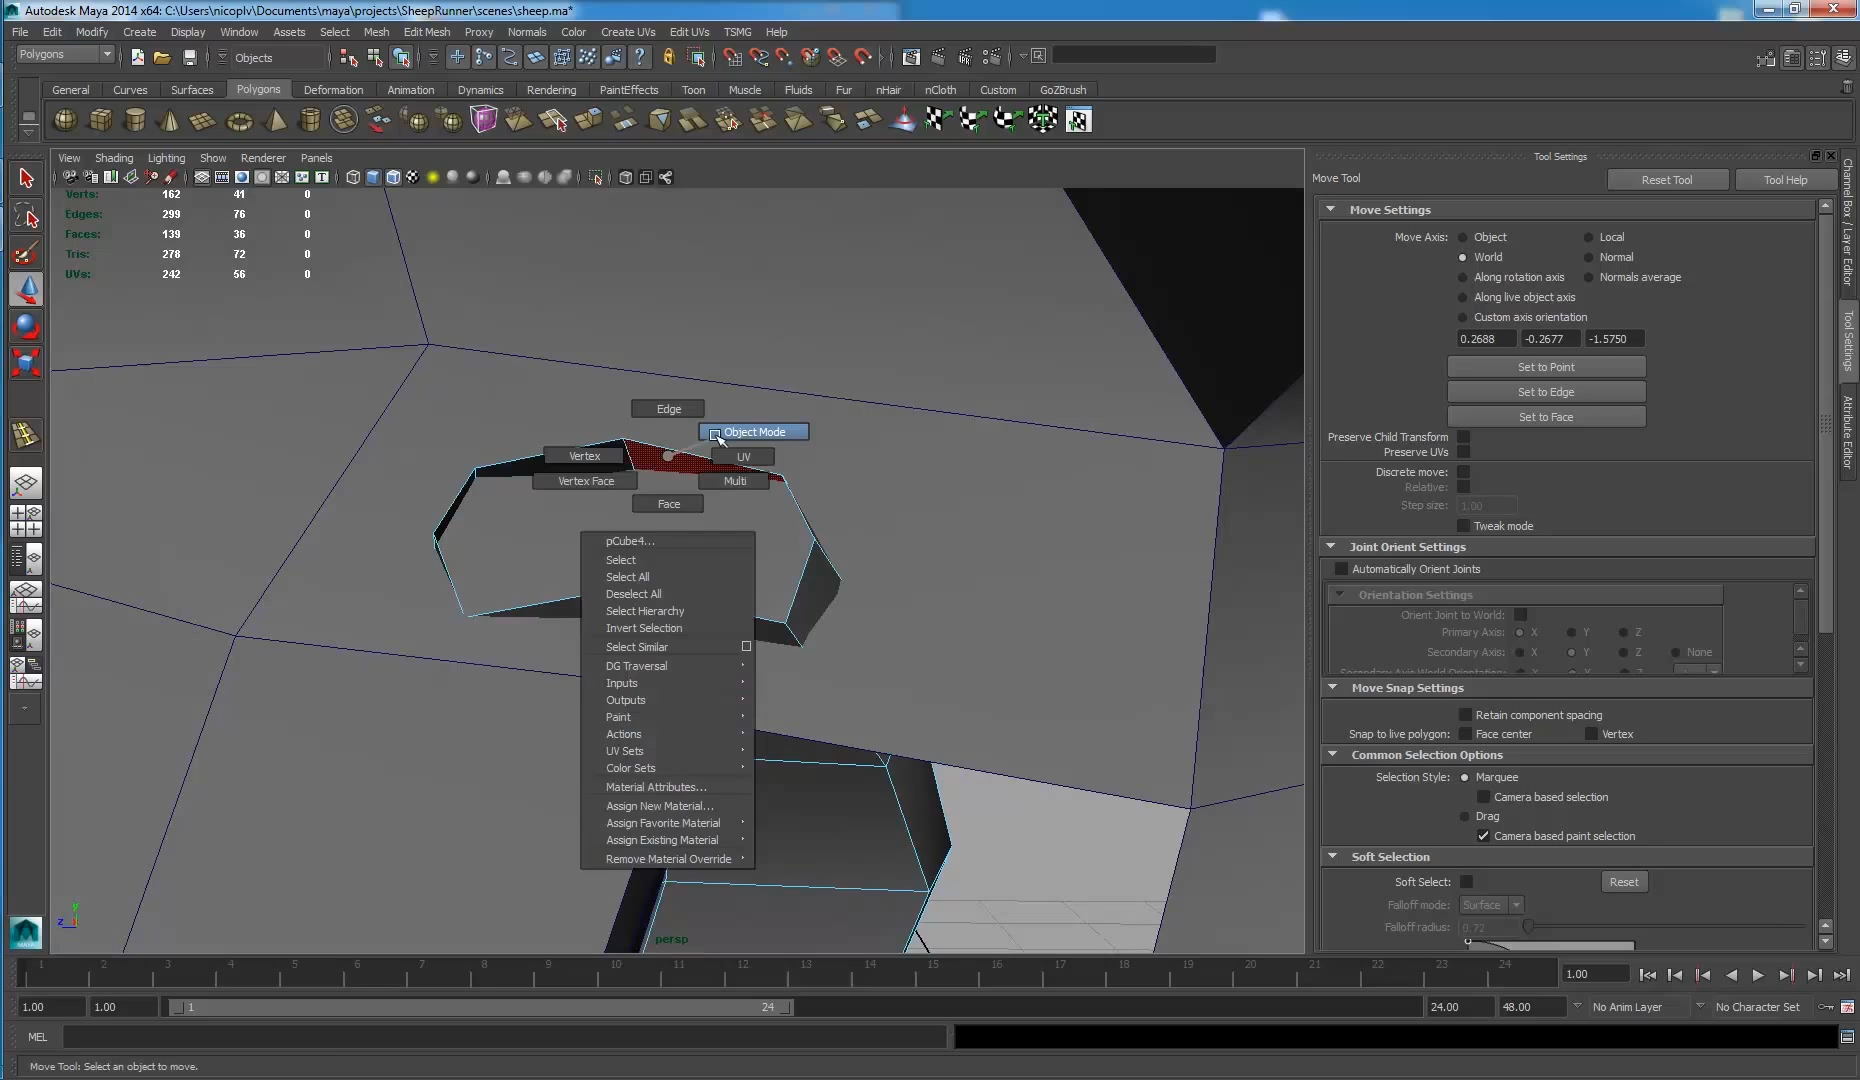 Autodesk Maya 2014 x64: C:\Users\nicoplv\Documents\maya\projects\SheepRunner\scenes\sheep.ma*
File Edit Modify Create Display Window Assets Select Mesh Edit Mesh Proxy Normals Color Create UVs Edit UVs TSMG Help
Polygons Objects
General Curves Surfaces Polygons Deformation Animation Dynamics Rendering PaintEffects Toon Muscle Fluids Fur nHair nCloth Custom GoZBrush
View Shading Lighting Show Renderer Panels
Verts: 162 41 0
Edges: 299 76 0
Faces: 139 36 0
Tris: 278 72 0
UVs: 242 56 0
Edge
Object Mode
Vertex UV
Vertex Face Multi
Face
pCube4...
Select
Select All
Deselect All
Select Hierarchy
Invert Selection
Select Similar
DG Traversal
Inputs
Outputs
Paint
Actions
UV Sets
Color Sets
Material Attributes...
Assign New Material...
Assign Favorite Material
Assign Existing Material
Remove Material Override
persp
y
z
Tool Settings
Move Tool Reset Tool Tool Help
Move Settings
Move Axis: Object Local
World Normal
Along rotation axis Normals average
Along live object axis
Custom axis orientation
0.2688 -0.2677 -1.5750
Set to Point
Set to Edge
Set to Face
Preserve Child Transform
Preserve UVs
Discrete move:
Relative:
Step size: 1.00
Tweak mode
Joint Orient Settings
Automatically Orient Joints
Orientation Settings
Orient Joint to World:
Primary Axis: X Y Z
Secondary Axis: X Y Z None
Secondary Axis World Orientation:
Move Snap Settings
Retain component spacing
Snap to live polygon: Face center Vertex
Common Selection Options
Selection Style: Marquee
Camera based selection
Drag
Camera based paint selection
Soft Selection
Soft Select: Reset
Falloff mode: Surface
Falloff radius: 0.72
Channel Box / Layer Editor
Tool Settings
Attribute Editor
1 2 3 4 5 6 7 8 9 10 11 12 13 14 15 16 17 18 19 20 21 22 23 24 1.00
1.00 1.00 1 24 24.00 48.00 No Anim Layer No Character Set
MEL
Move Tool: Select an object to move.